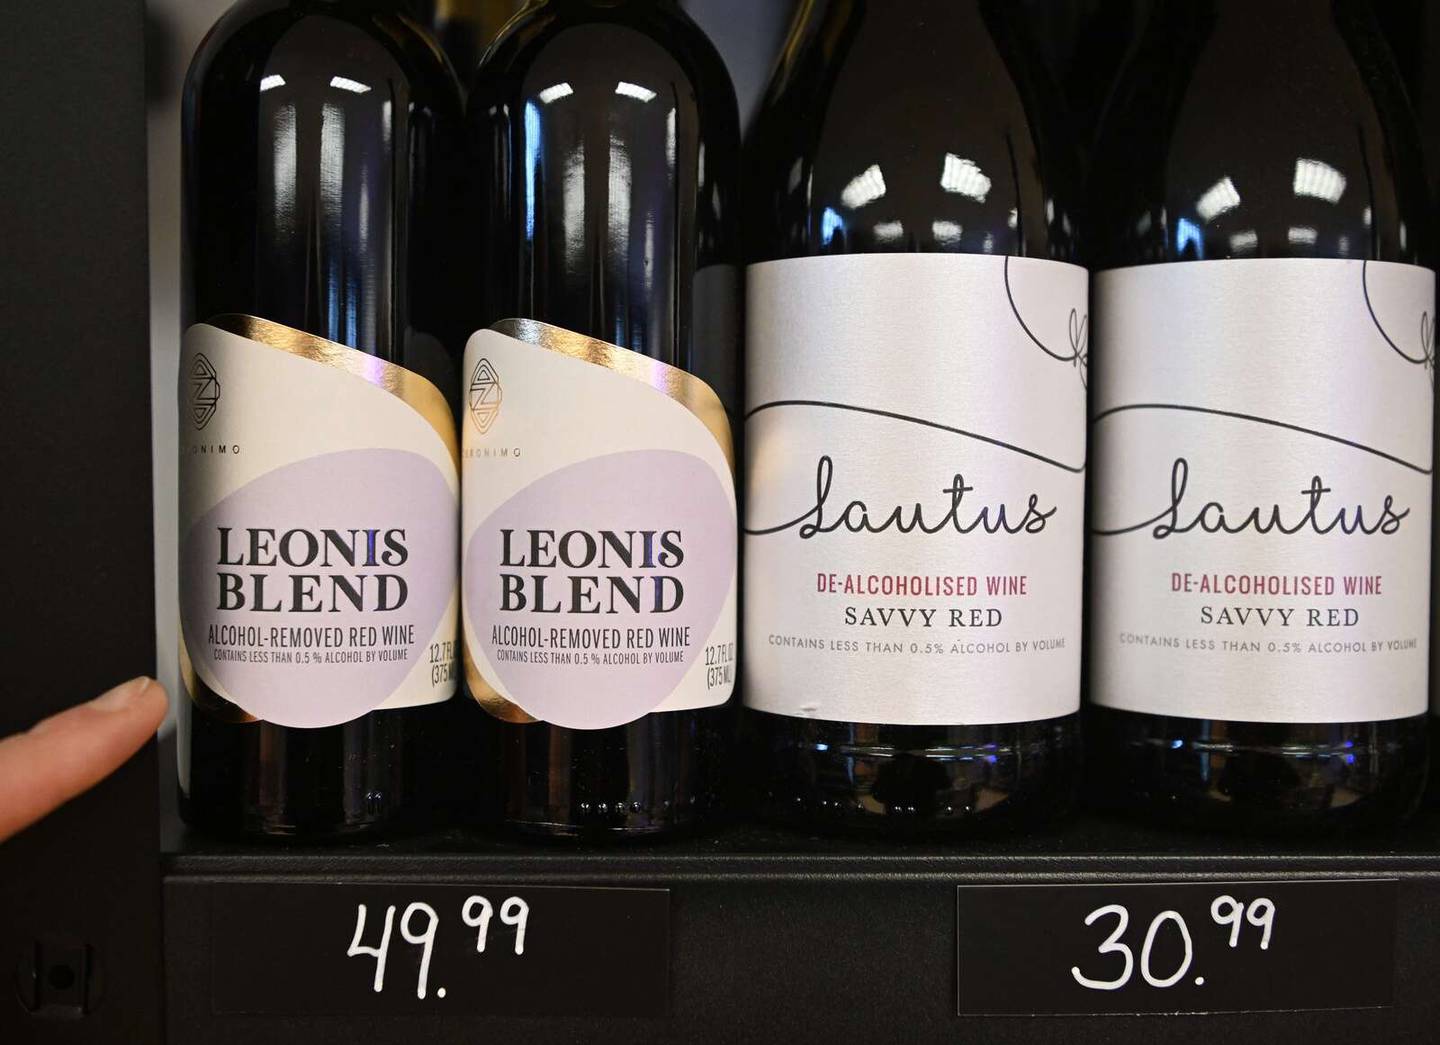 LEONIS
BLEND
ALCOHOL-REMOVED RED WINE
CONTAINS LESS THAN 0.5 % ALCOHOL BY VOLUME
12.7 FL
(375 ML
LEONIS
BLEND
ALCOHOL-REMOVED RED WINE
CONTAINS LESS THAN 0.5 % ALCOHOL BY VOLUME
12.7 FL OZ
(375 ML)
Lautus
DE-ALCOHOLISED WINE
SAVVY RED
CONTAINS LESS THAN 0.5% ALCOHOL BY VOLUME
Lautus
DE-ALCOHOLISED WINE
SAVVY RED
CONTAINS LESS THAN 0.5% ALCOHOL BY VOLUME
49.99
30.99